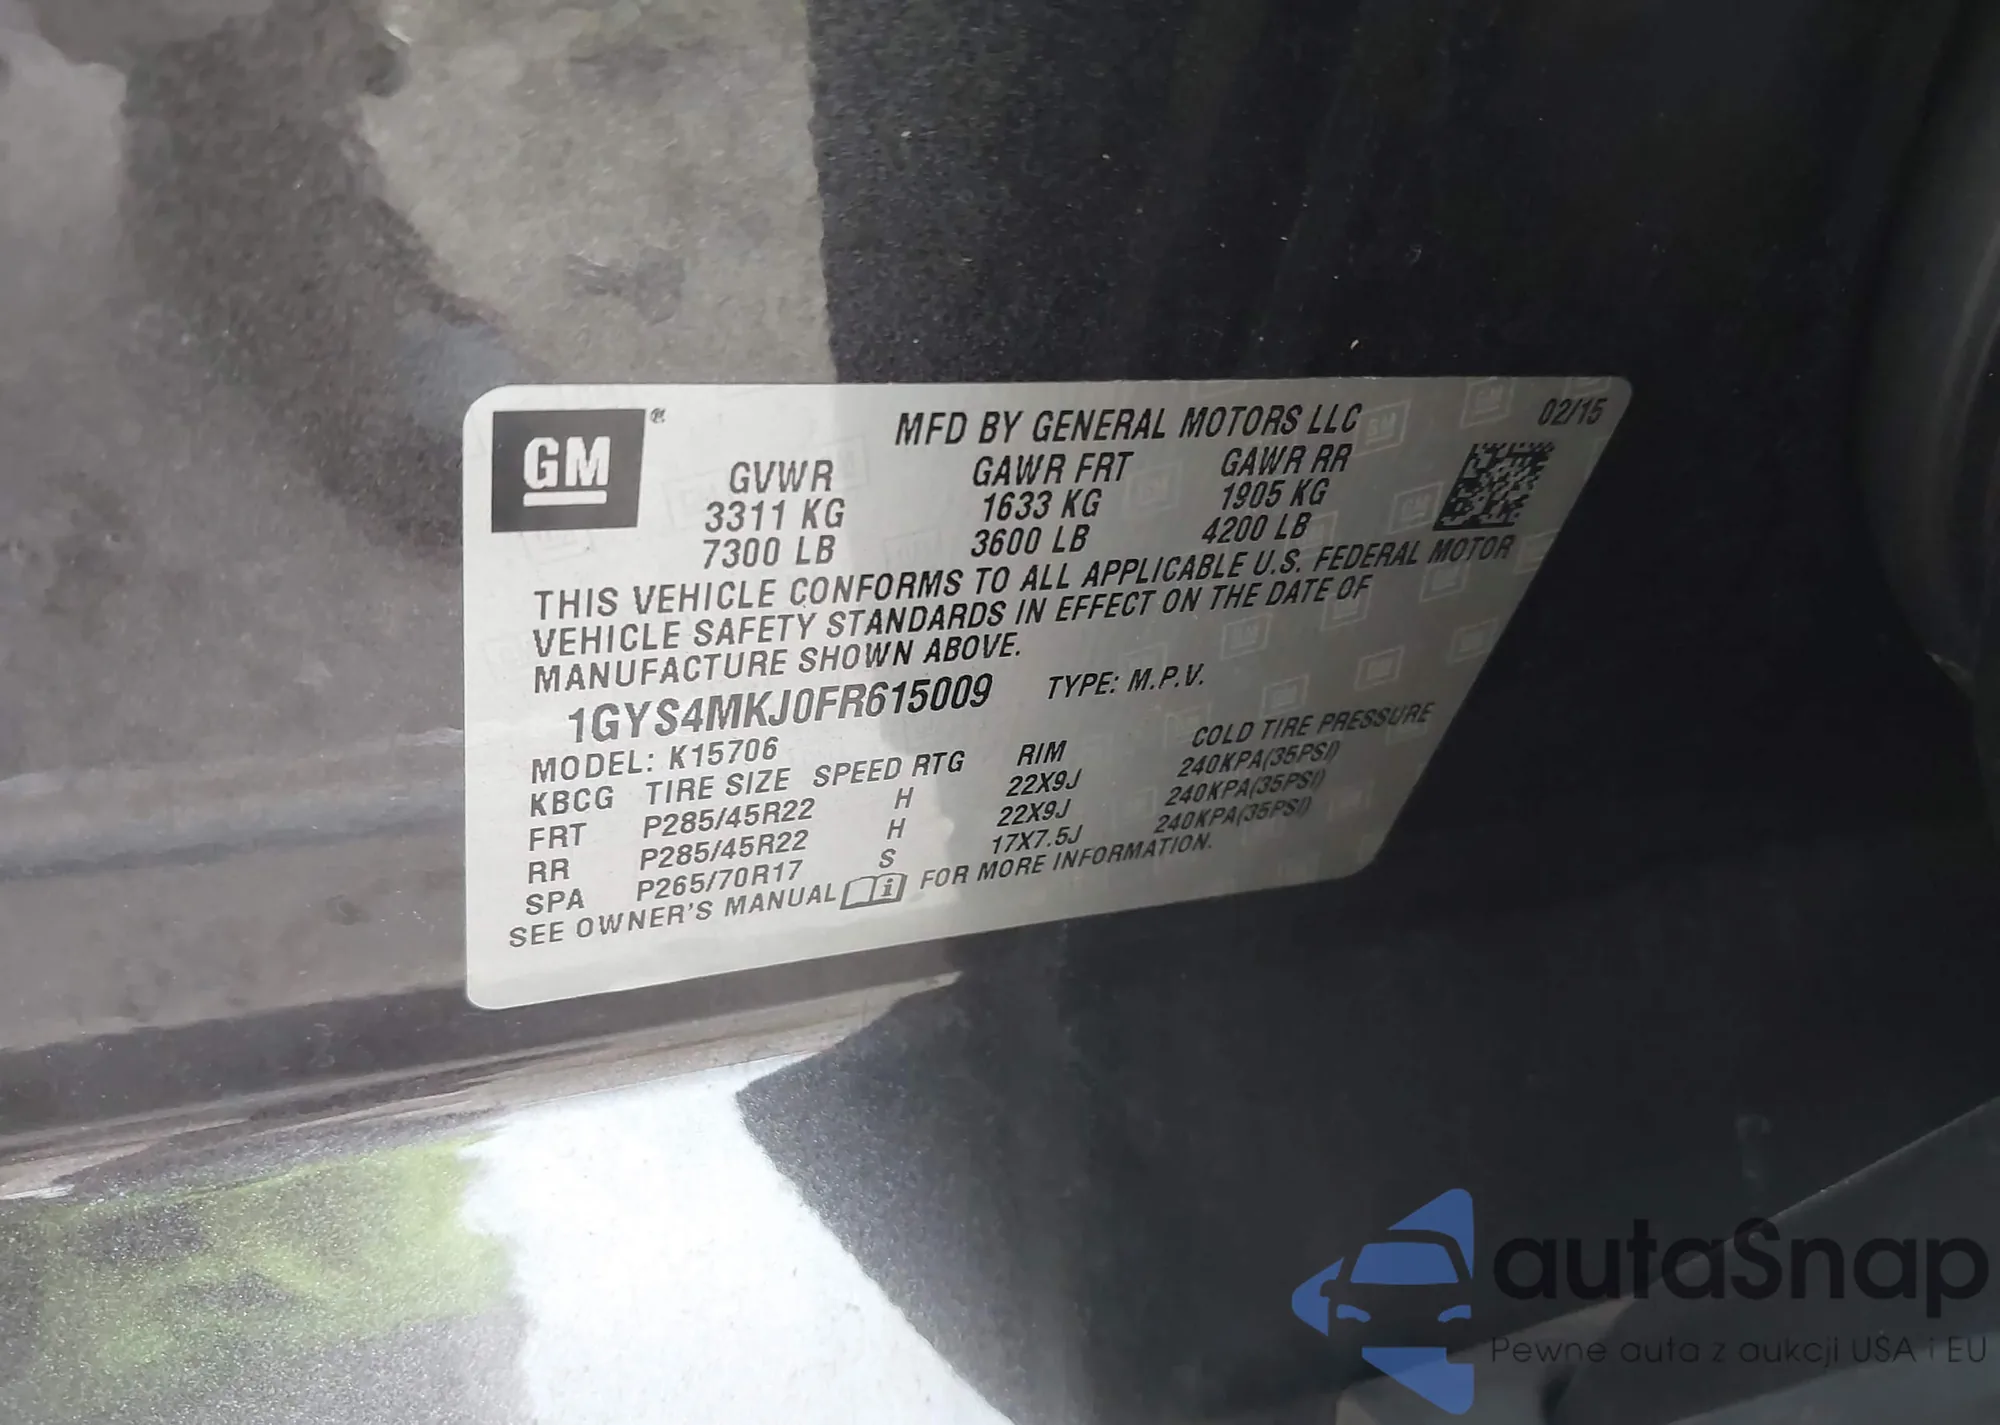 GM ®
MFD BY GENERAL MOTORS LLC 02/15
GVWR GAWR FRT GAWR RR
3311 KG 1633 KG 1905 KG
7300 LB 3600 LB 4200 LB
THIS VEHICLE CONFORMS TO ALL APPLICABLE U.S. FEDERAL MOTOR
VEHICLE SAFETY STANDARDS IN EFFECT ON THE DATE OF
MANUFACTURE SHOWN ABOVE.
1GYS4MKJ0FR615009 TYPE: M.P.V.
MODEL: K15706
KBCG TIRE SIZE SPEED RTG RIM COLD TIRE PRESSURE
FRT P285/45R22 H 22X9J 240KPA(35PSI)
RR P285/45R22 H 22X9J 240KPA(35PSI)
SPA P265/70R17 S 17X7.5J 240KPA(35PSI)
SEE OWNER'S MANUAL FOR MORE INFORMATION.
autaSnap
Pewne auta z aukcji USA i EU